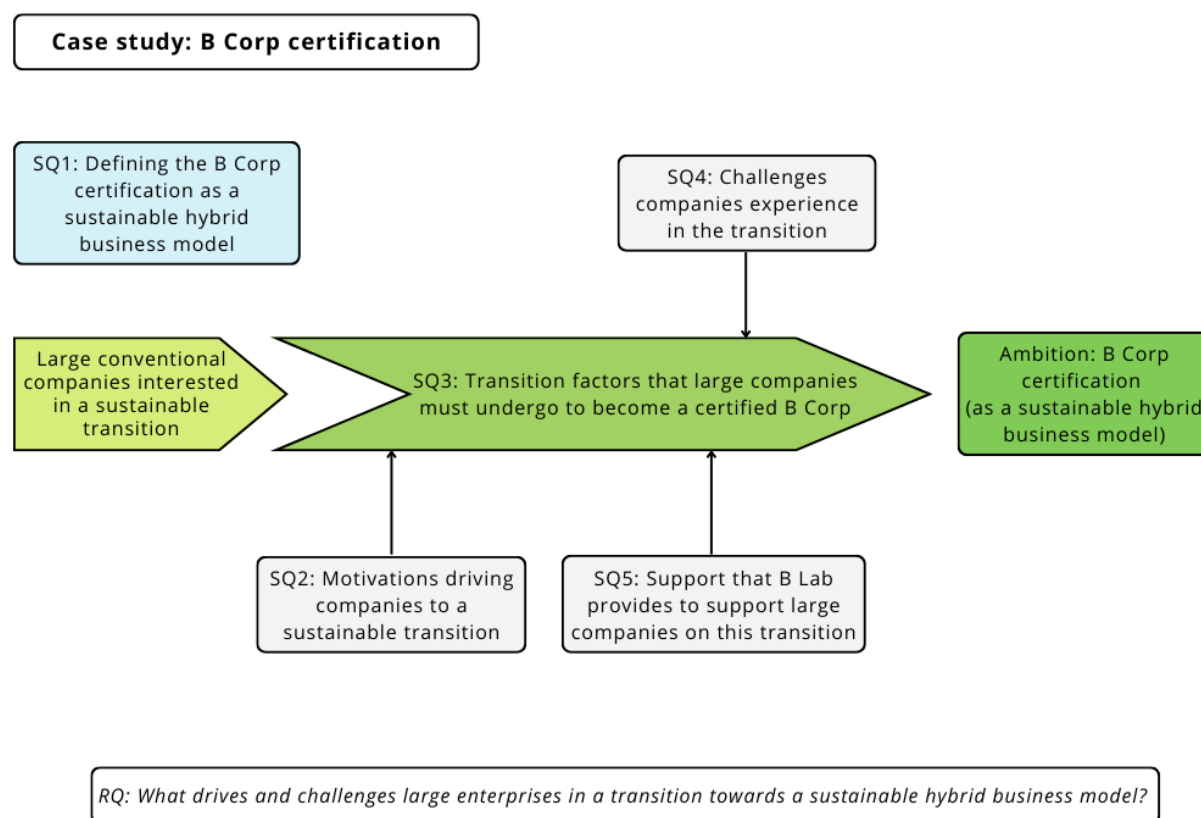 Case study: B Corp certification
SQ1: Defining the B Corp
certification as a
sustainable hybrid
business model
SQ4: Challenges
companies experience
in the transition
Large conventional
companies interested
in a sustainable
transition
SQ3: Transition factors that large companies
must undergo to become a certified B Corp
Ambition: B Corp
certification
(as a sustainable hybrid
business model)
SQ2: Motivations driving
companies to a
sustainable transition
SQ5: Support that B Lab
provides to support large
companies on this transition
RQ: What drives and challenges large enterprises in a transition towards a sustainable hybrid business model?